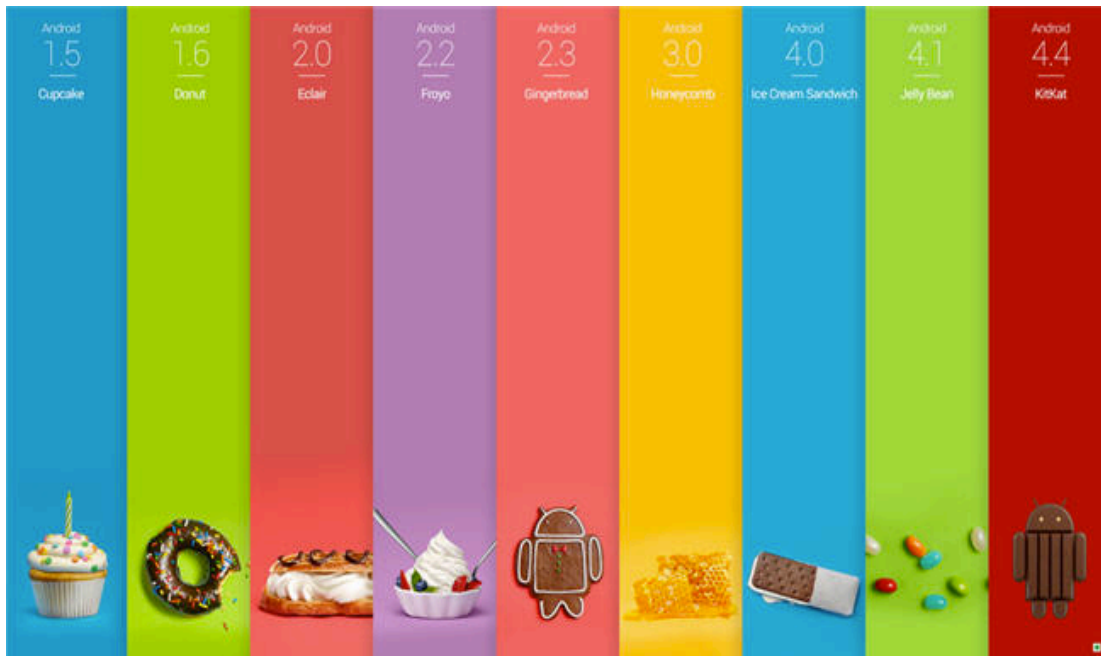 Android
1.5
Cupcake
Android
1.6
Donut
Android
2.0
Eclair
Android
2.2
Froyo
Android
2.3
Gingerbread
Android
3.0
Honeycomb
Android
4.0
Ice Cream Sandwich
Android
4.1
Jelly Bean
Android
4.4
KitKat